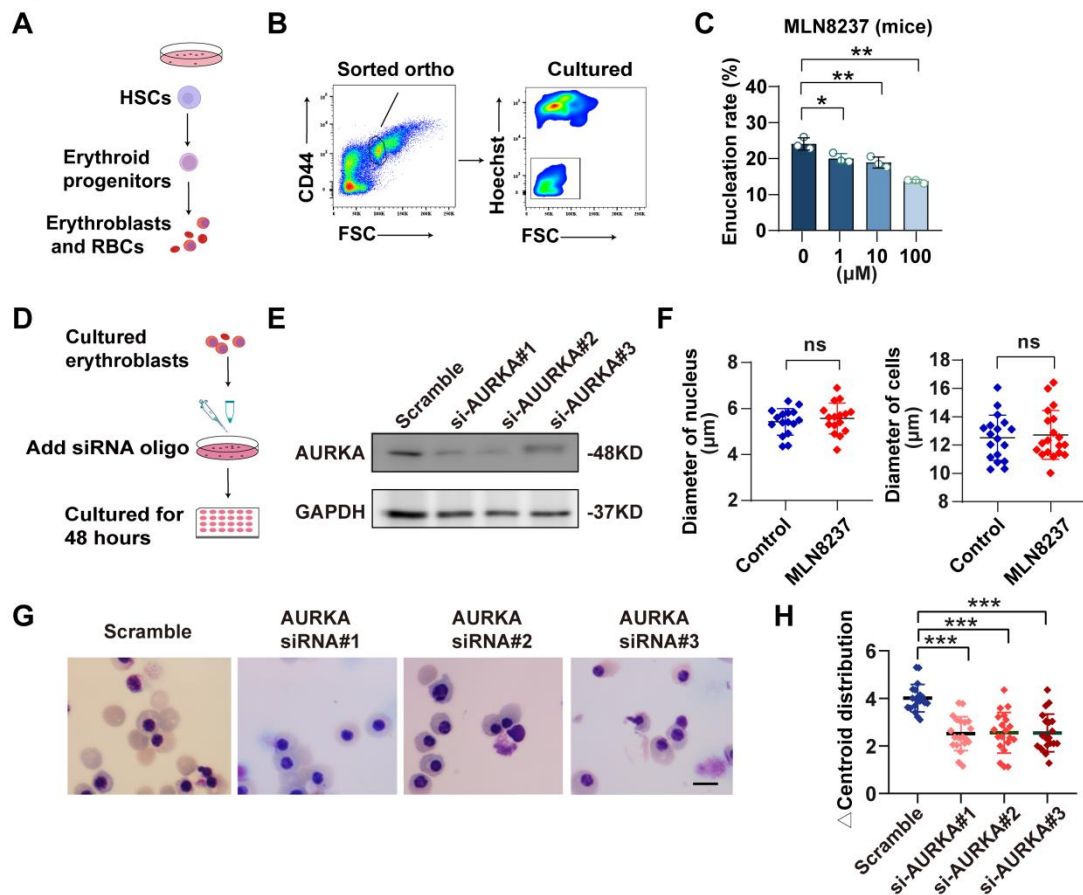 A
HSCs
Erythroid
progenitors
Erythroblasts
and RBCs
B
Sorted ortho
CD44
FSC
Cultured
Hoechst
FSC
C
MLN8237 (mice)
Enucleation rate (%)
**
**
*
40
30
20
10
0
0 1 10 100
(μM)
D
Cultured
erythroblasts
Add siRNA oligo
Cultured for
48 hours
E
Scramble
si-AURKA#1
si-AUURKA#2
si-AURKA#3
AURKA
-48KD
GAPDH
-37KD
F
Diameter of nucleus
(μm)
ns
8
6
4
2
Control
MLN8237
Diameter of cells
(μm)
ns
18
16
14
12
10
8
Control
MLN8237
G
Scramble
AURKA
siRNA#1
AURKA
siRNA#2
AURKA
siRNA#3
H
△Centroid distribution
***
***
***
6
4
2
0
Scramble
si-AURKA#1
si-AURKA#2
si-AURKA#3